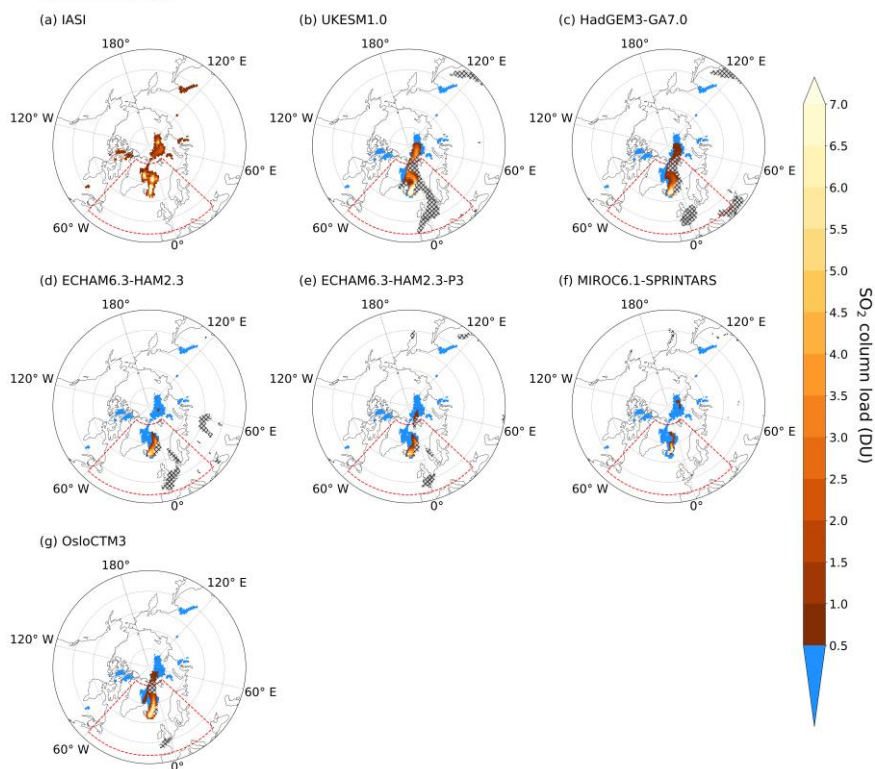 (a) IASI
180°
120° E
120° W
60° E
60° W
0°
(b) UKESM1.0
180°
120° E
120° W
60° E
60° W
0°
(c) HadGEM3-GA7.0
180°
120° E
120° W
60° E
60° W
0°
(d) ECHAM6.3-HAM2.3
180°
120° E
120° W
60° E
60° W
0°
(e) ECHAM6.3-HAM2.3-P3
180°
120° E
120° W
60° E
60° W
0°
(f) MIROC6.1-SPRINTARS
180°
120° E
120° W
60° E
60° W
0°
(g) OsloCTM3
180°
120° E
120° W
60° E
60° W
0°
7.0
6.5
6.0
5.5
5.0
4.5
4.0
3.5
3.0
2.5
2.0
1.5
1.0
0.5
SO₂ column load (DU)